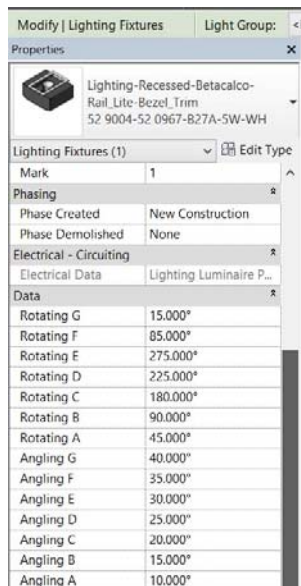 Modify | Lighting Fixtures Light Group: <
Properties ×
Lighting-Recessed-Betacalco-
Rail_Lite-Bezel_Trim
52 9004-52 0967-B27A-5W-WH
Lighting Fixtures (1) Edit Type
Mark 1
Phasing
Phase Created New Construction
Phase Demolished None
Electrical - Circuiting
Electrical Data Lighting Luminaire P...
Data
Rotating G 15.000°
Rotating F 85.000°
Rotating E 275.000°
Rotating D 225.000°
Rotating C 180.000°
Rotating B 90.000°
Rotating A 45.000°
Angling G 40.000°
Angling F 35.000°
Angling E 30.000°
Angling D 25.000°
Angling C 20.000°
Angling B 15.000°
Angling A 10.000°